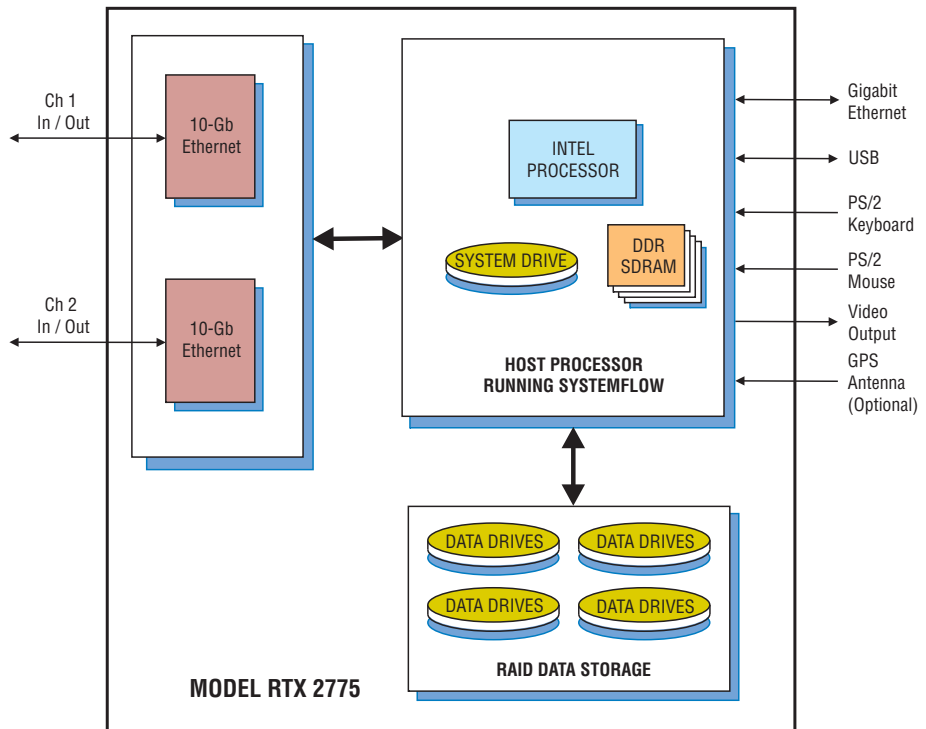 Ch 1
In / Out
10-Gb
Ethernet
Ch 2
In / Out
10-Gb
Ethernet
INTEL
PROCESSOR
SYSTEM DRIVE
DDR
SDRAM
HOST PROCESSOR
RUNNING SYSTEMFLOW
Gigabit
Ethernet
USB
PS/2
Keyboard
PS/2
Mouse
Video
Output
GPS
Antenna
(Optional)
DATA DRIVES
DATA DRIVES
DATA DRIVES
DATA DRIVES
RAID DATA STORAGE
MODEL RTX 2775